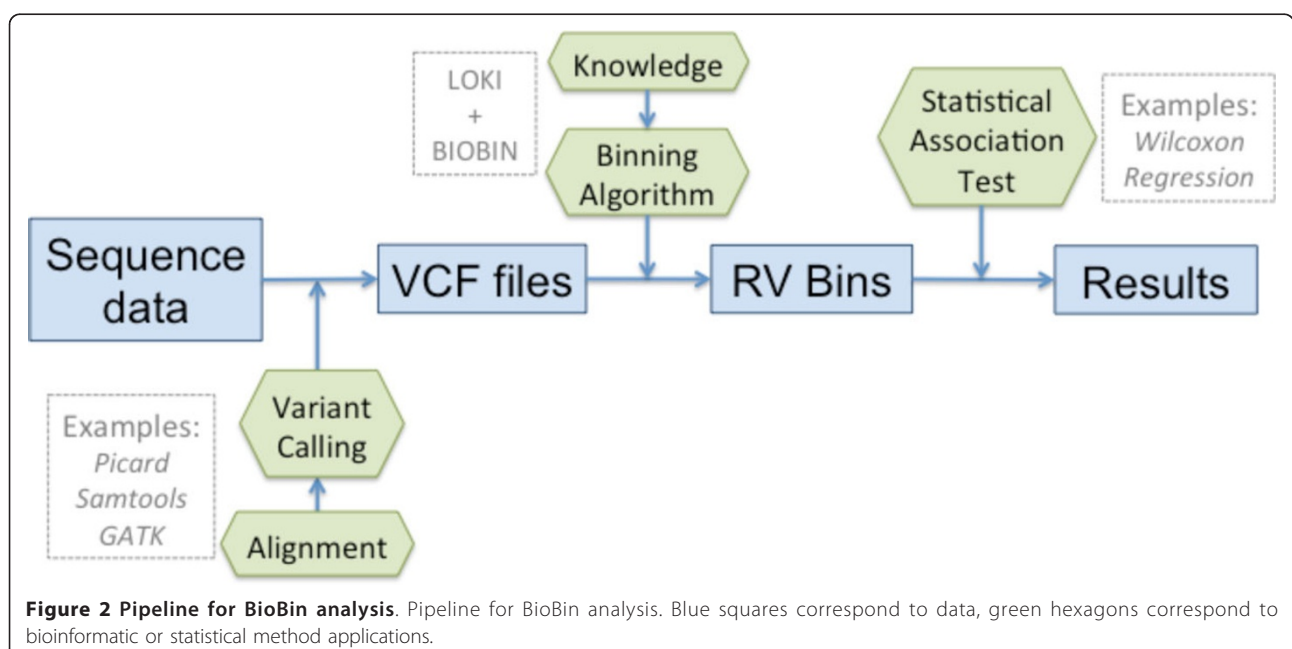 LOKI
+
BIOBIN
Knowledge
Binning
Algorithm
Statistical
Association
Test
Examples:
Wilcoxon
Regression
Sequence
data
VCF files
RV Bins
Results
Examples:
Picard
Samtools
GATK
Variant
Calling
Alignment
Figure 2 Pipeline for BioBin analysis. Pipeline for BioBin analysis. Blue squares correspond to data, green hexagons correspond to
bioinformatic or statistical method applications.